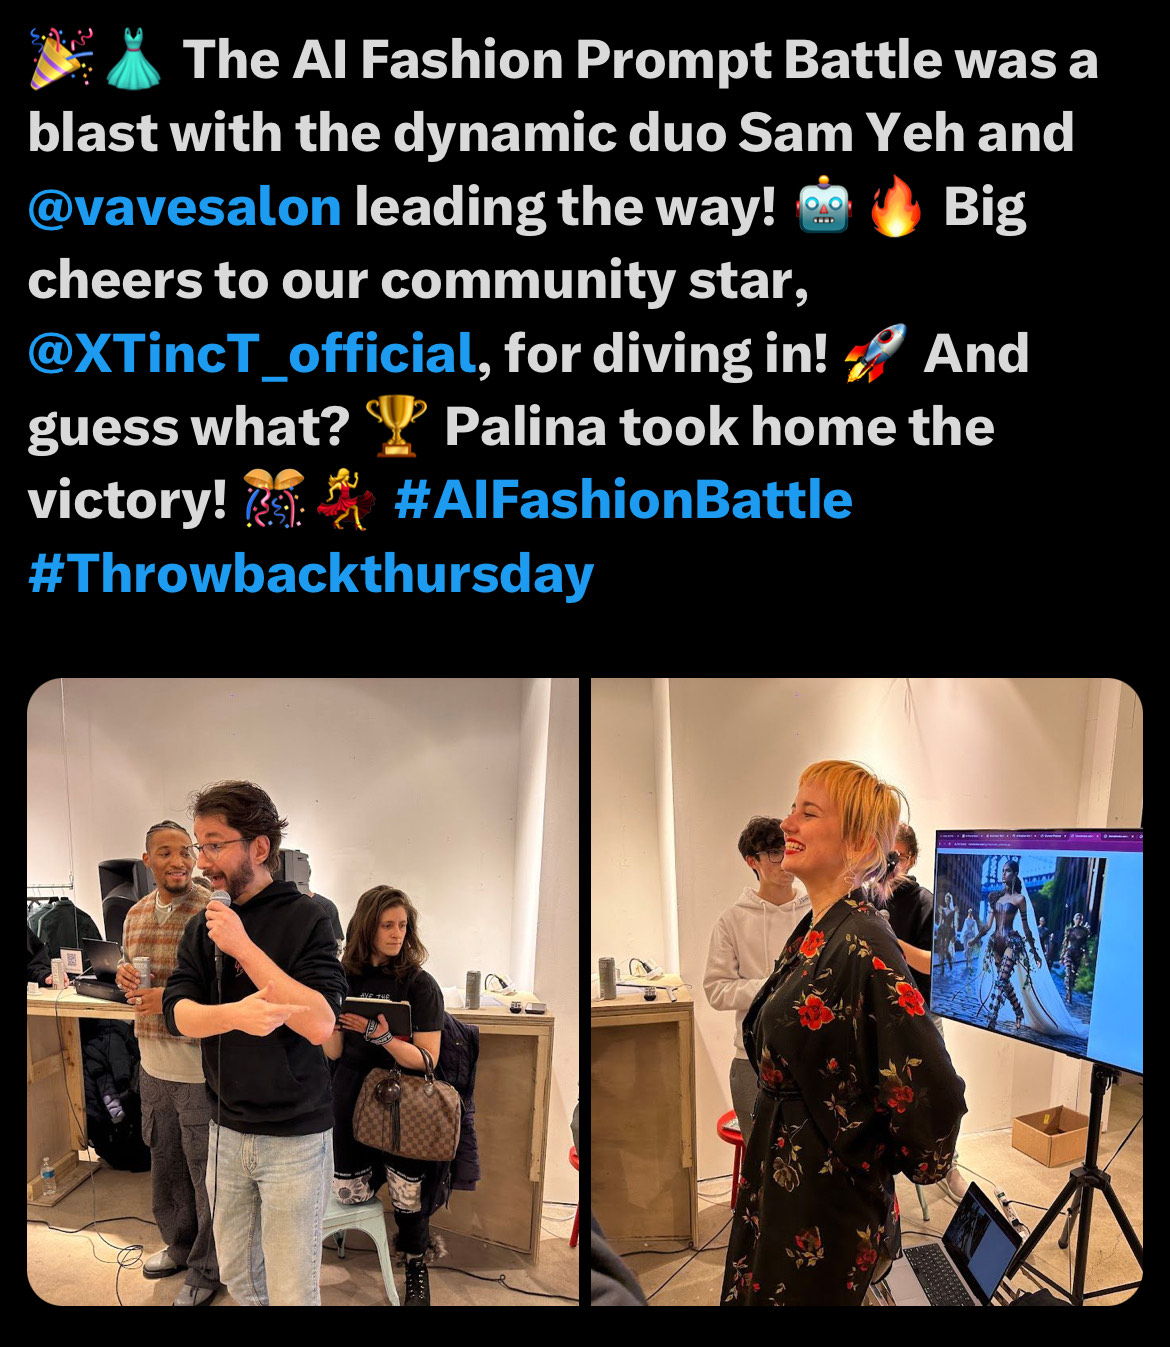 🎉👗 The AI Fashion Prompt Battle was a
blast with the dynamic duo Sam Yeh and
@vavesalon leading the way! 🤖🔥 Big
cheers to our community star,
@XTincT_official, for diving in! 🚀 And
guess what? 🏆 Palina took home the
victory! 🎊💃 #AIFashionBattle
#Throwbackthursday